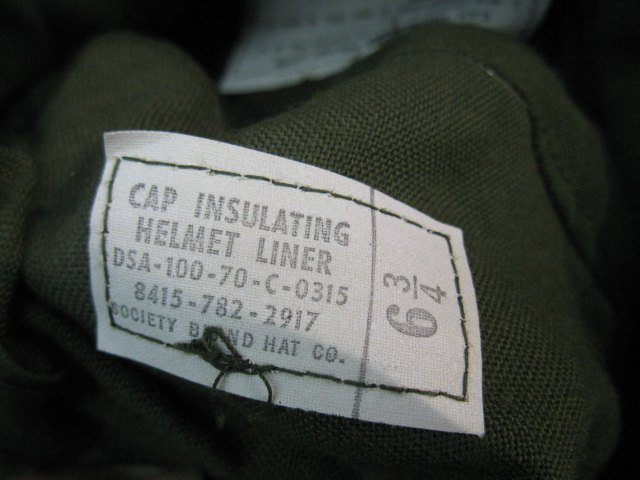 CAP INSULATING
HELMET LINER
DSA-100-70-C-0315
8415-782-2917
SOCIETY BRAND HAT CO.
6 3/4